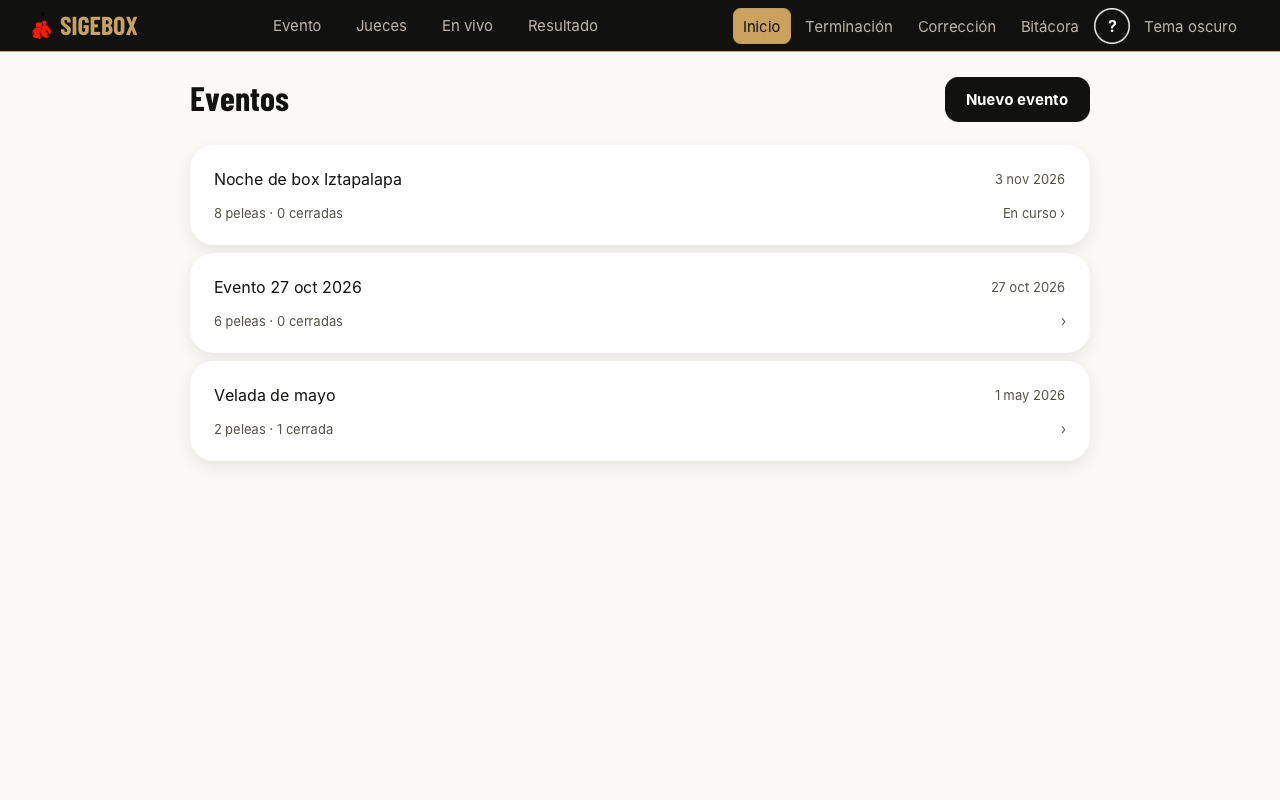 SIGEBOX Evento Jueces En vivo Resultado Inicio Terminación Corrección Bitácora ? Tema oscuro
Eventos Nuevo evento
Noche de box Iztapalapa 3 nov 2026
8 peleas · 0 cerradas En curso ›
Evento 27 oct 2026 27 oct 2026
6 peleas · 0 cerradas ›
Velada de mayo 1 may 2026
2 peleas · 1 cerrada ›